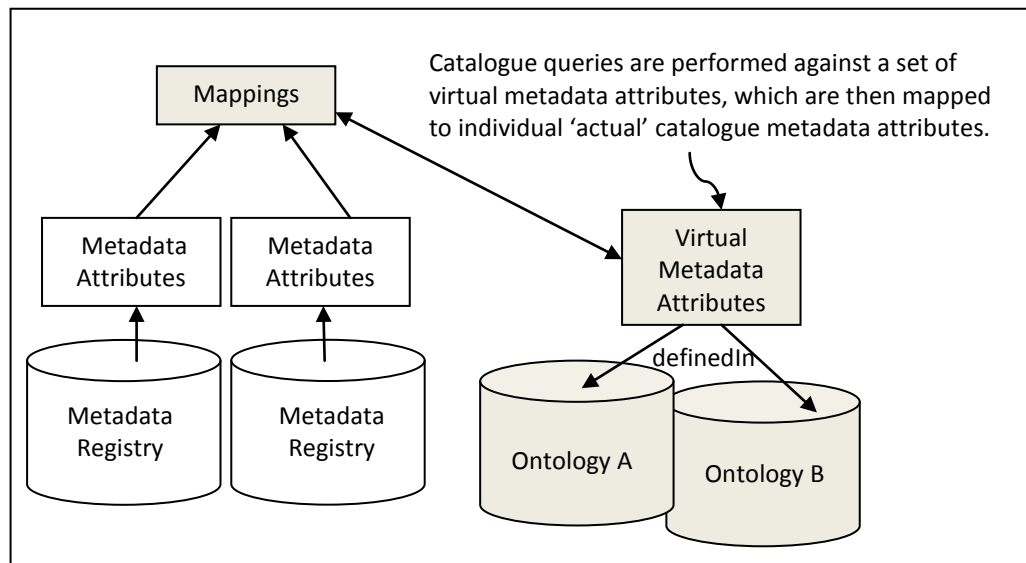 Catalogue queries are performed against a set of
virtual metadata attributes, which are then mapped
to individual ‘actual’ catalogue metadata attributes.
Mappings
Metadata
Attributes
Metadata
Attributes
Virtual
Metadata
Attributes
definedIn
Metadata
Registry
Metadata
Registry
Ontology A
Ontology B